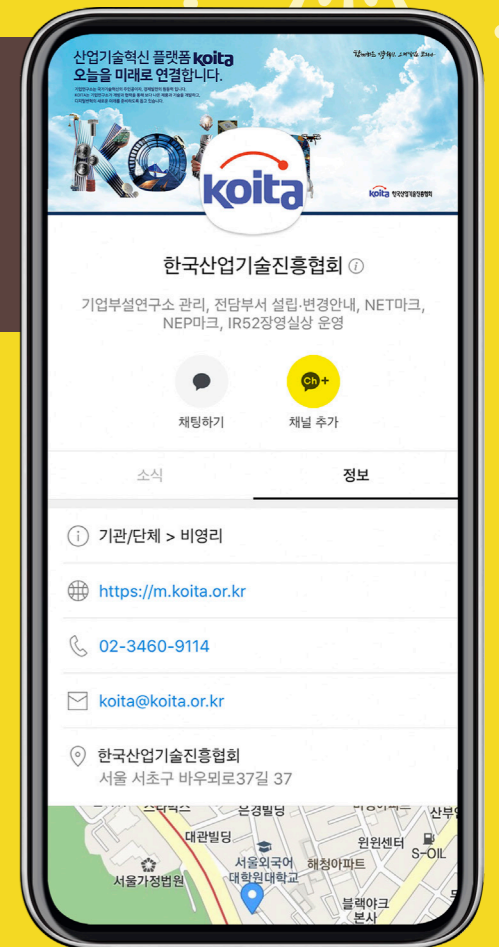 산업기술혁신 플랫폼 koita
오늘을 미래로 연결합니다.
koita
koita 한국산업기술진흥협회
한국산업기술진흥협회
기업부설연구소 관리, 전담부서 설립·변경안내, NET마크,
NEP마크, IR52장영실상 운영
Ch+
채팅하기 채널 추가
소식 정보
기관/단체 > 비영리
https://m.koita.or.kr
02-3460-9114
koita@koita.or.kr
한국산업기술진흥협회
서울 서초구 바우뫼로37길 37
은경빌딩
대관빌딩
윈윈센터
S-OIL
서울외국어
대학원대학교
해청아파트
서울가정법원
블랙야크
본사